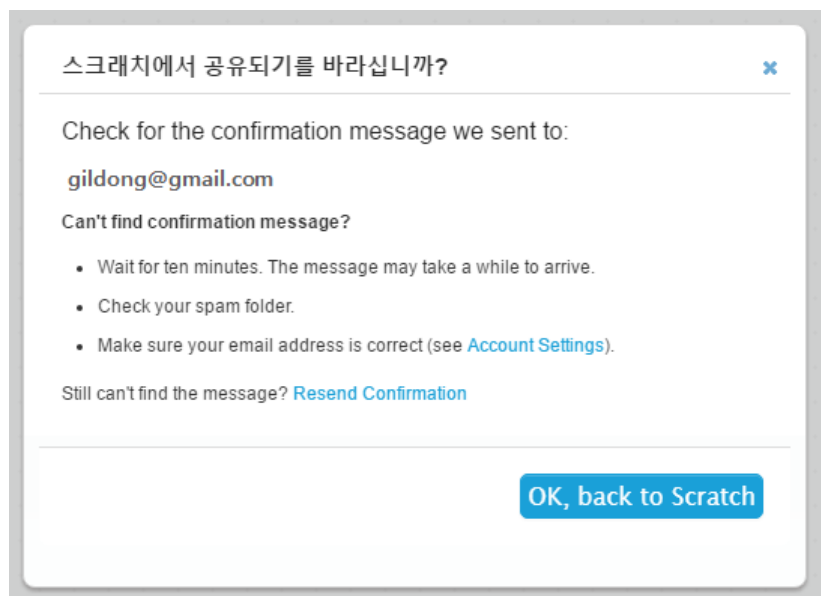 스크래치에서 공유되기를 바라십니까?
Check for the confirmation message we sent to:
gildong@gmail.com
Can't find confirmation message?
• Wait for ten minutes. The message may take a while to arrive.
• Check your spam folder.
• Make sure your email address is correct (see Account Settings).
Still can't find the message? Resend Confirmation
OK, back to Scratch